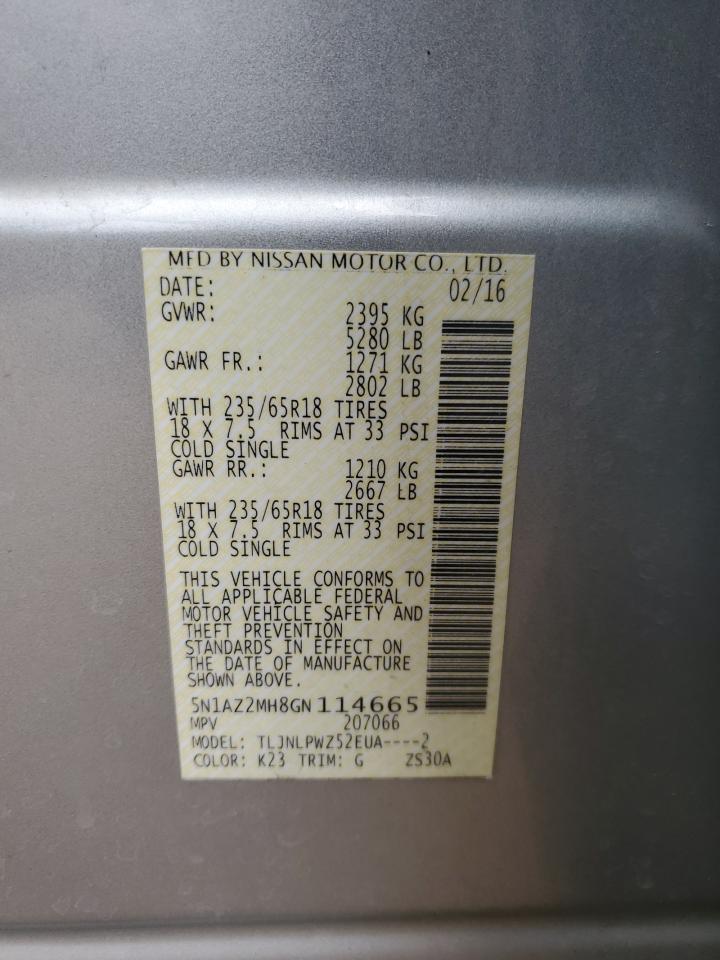 MFD BY NISSAN MOTOR CO., LTD.
DATE: 02/16
GVWR: 2395 KG
5280 LB
GAWR FR.: 1271 KG
2802 LB
WITH 235/65R18 TIRES
18 X 7.5 RIMS AT 33 PSI
COLD SINGLE
GAWR RR.: 1210 KG
2667 LB
WITH 235/65R18 TIRES
18 X 7.5 RIMS AT 33 PSI
COLD SINGLE
THIS VEHICLE CONFORMS TO
ALL APPLICABLE FEDERAL
MOTOR VEHICLE SAFETY AND
THEFT PREVENTION
STANDARDS IN EFFECT ON
THE DATE OF MANUFACTURE
SHOWN ABOVE.
5N1AZ2MH8GN114665
MPV 207066
MODEL: TLJNLPWZ52EUA----2
COLOR: K23 TRIM: G ZS30A